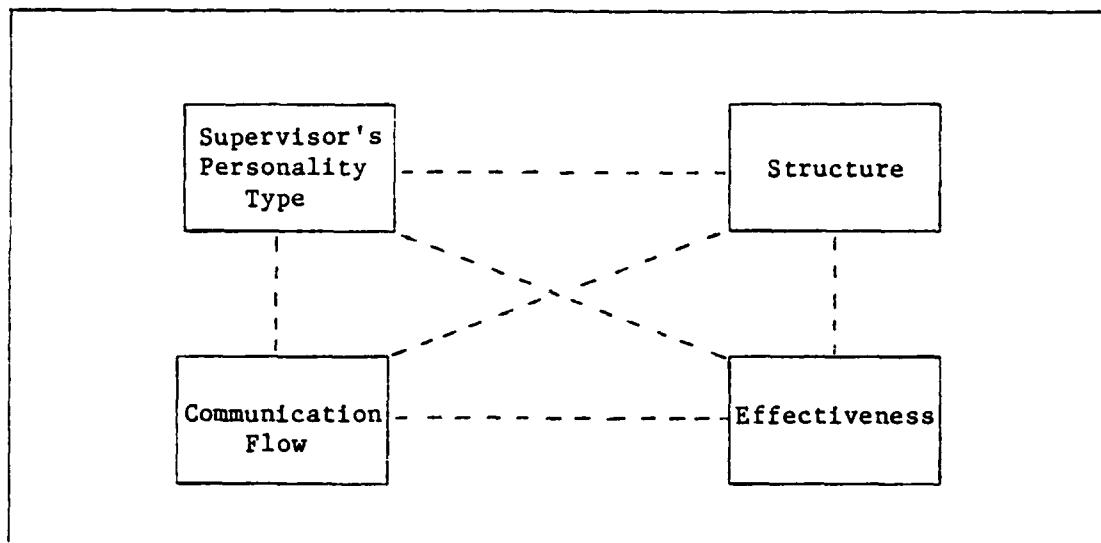 Supervisor's
Personality
Type
Structure
Communication
Flow
Effectiveness